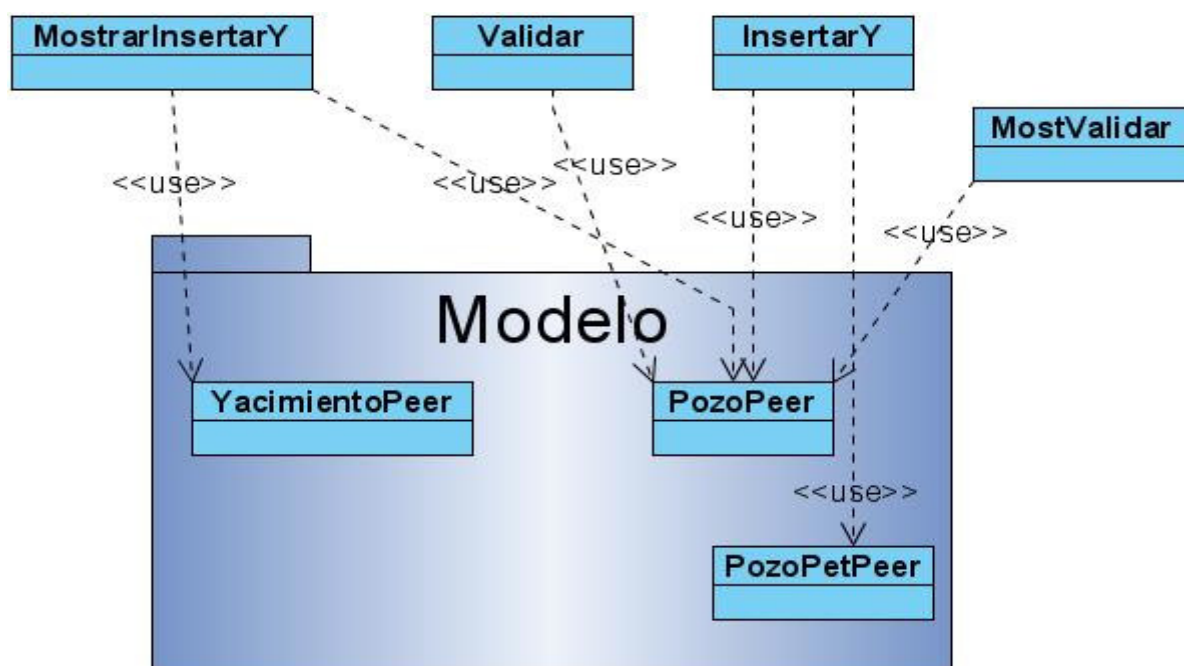 MostrarInsertarY
Validar
InsertarY
MostValidar
<<use>>
<<use>>
<<use>>
<<use>>
<<use>>
Modelo
YacimientoPeer
PozoPeer
<<use>>
PozoPetPeer